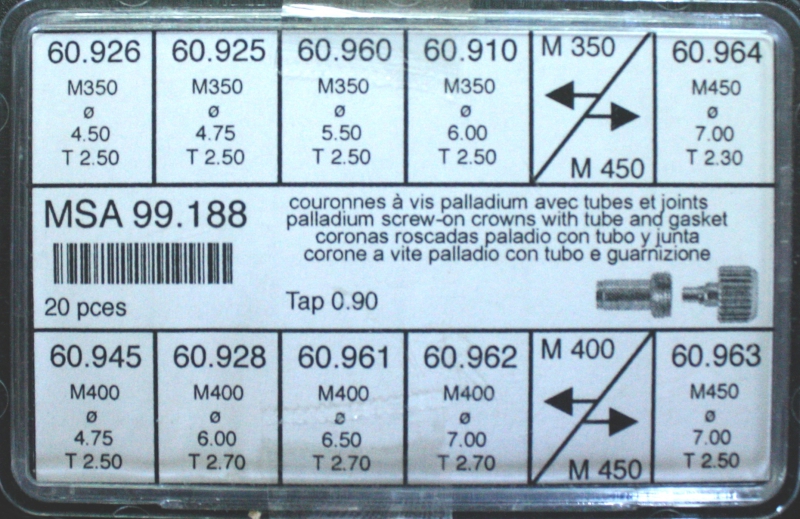 60.926
M350
ø
4.50
T 2.50
60.925
M350
ø
4.75
T 2.50
60.960
M350
ø
5.50
T 2.50
60.910
M350
ø
6.00
T 2.50
M 350
M 450
60.964
M450
ø
7.00
T 2.30
MSA 99.188
20 pces
couronnes à vis palladium avec tubes et joints
palladium screw-on crowns with tube and gasket
coronas roscadas paladio con tubo y junta
corone a vite palladio con tubo e guarnizione
Tap 0.90
60.945
M400
ø
4.75
T 2.50
60.928
M400
ø
6.00
T 2.70
60.961
M400
ø
6.50
T 2.70
60.962
M400
ø
7.00
T 2.70
M 400
M 450
60.963
M450
ø
7.00
T 2.50